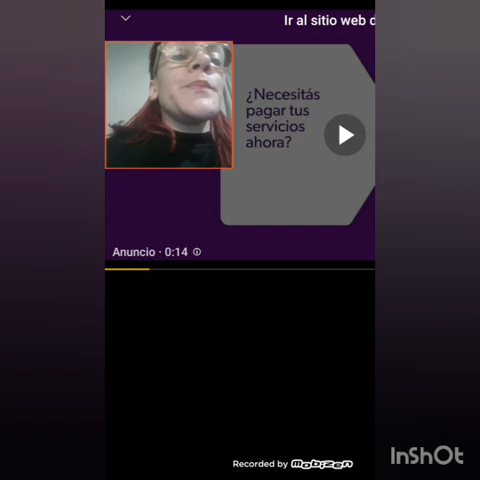 Ir al sitio web d
¿Necesitás
pagar tus
servicios
ahora?
Anuncio · 0:14
Recorded by mobizen
InShOt